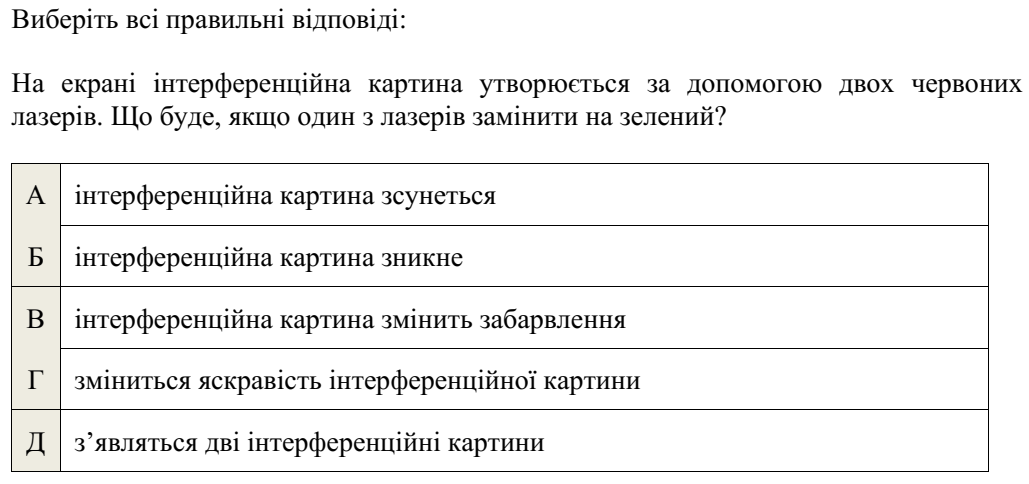 Виберіть всі правильні відповіді:
На екрані інтерференційна картина утворюється за допомогою двох червоних
лазерів. Що буде, якщо один з лазерів замінити на зелений?
А інтерференційна картина зсунеться
Б інтерференційна картина зникне
В інтерференційна картина змінить забарвлення
Г зміниться яскравість інтерференційної картини
Д з’являться дві інтерференційні картини